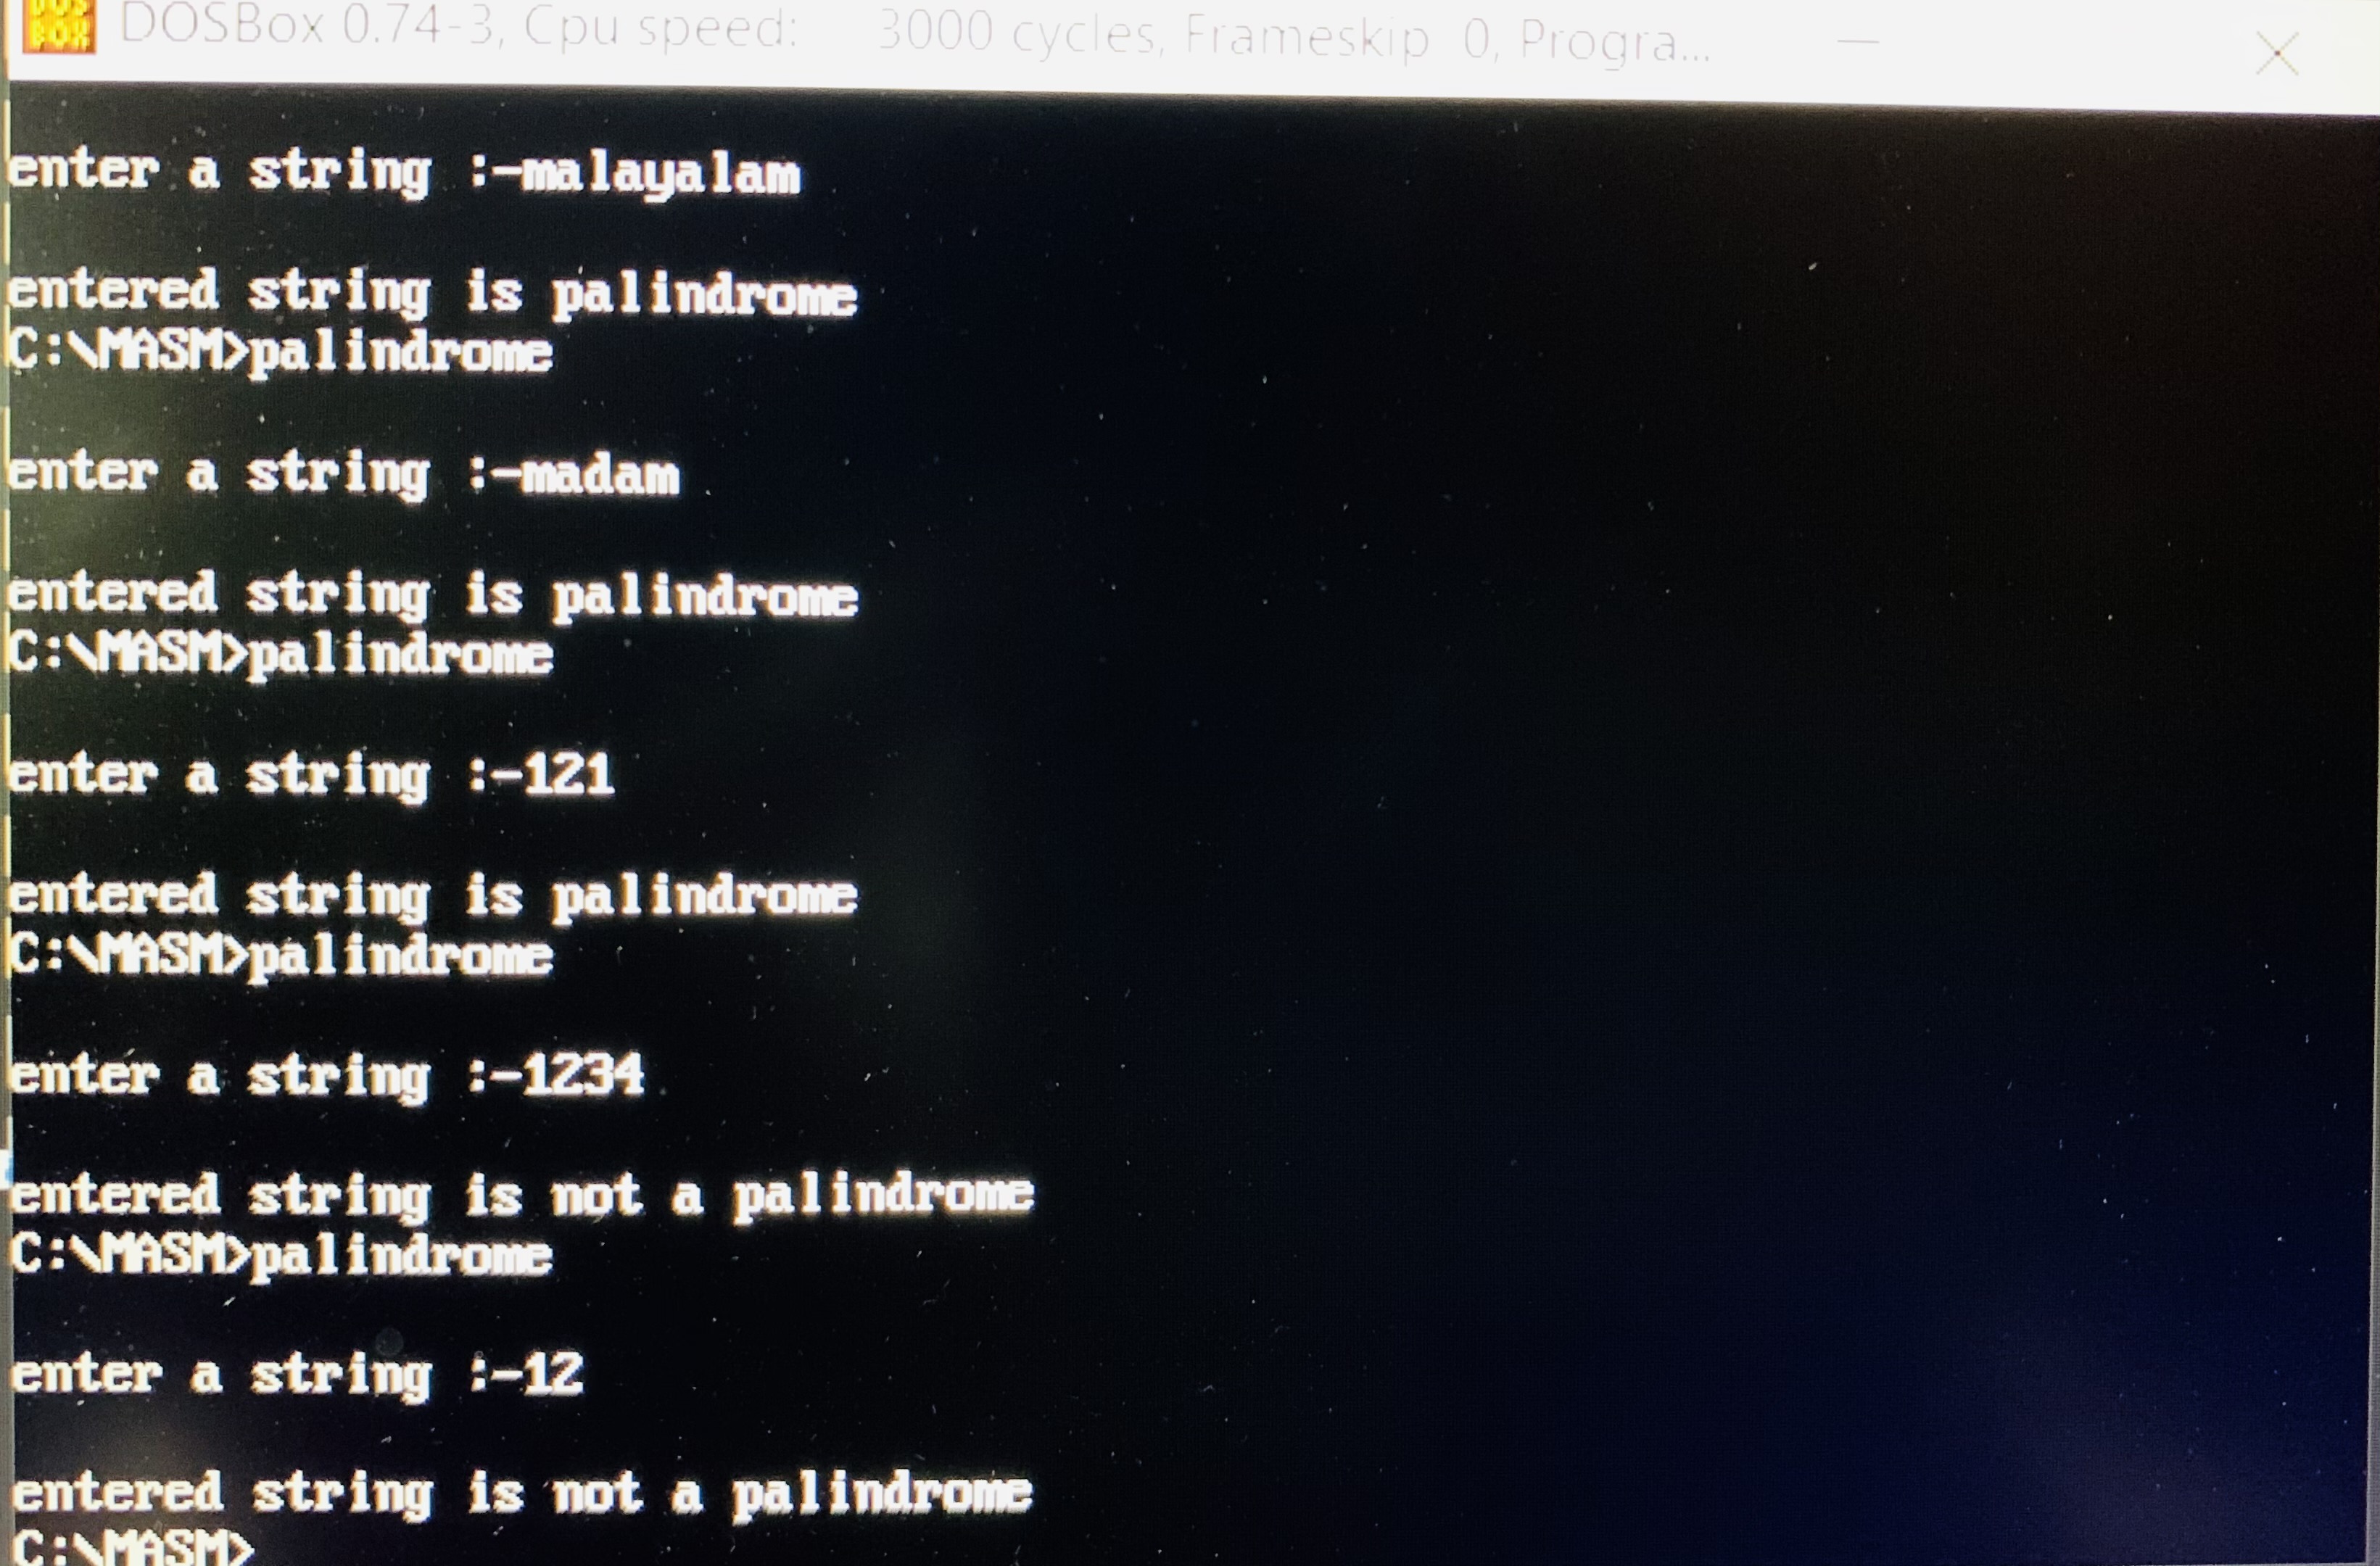 DOS
BOX
DOSBox 0.74-3, Cpu speed: 3000 cycles, Frameskip 0, Progra...
enter a string :-malayalam
entered string is palindrome
C:\MASM>palindrome
enter a string :-madam
entered string is palindrome
C:\MASM>palindrome
enter a string :-121
entered string is palindrome
C:\MASM>palindrome
enter a string :-1234
entered string is not a palindrome
C:\MASM>palindrome
enter a string :-12
entered string is not a palindrome
C:\MASM>